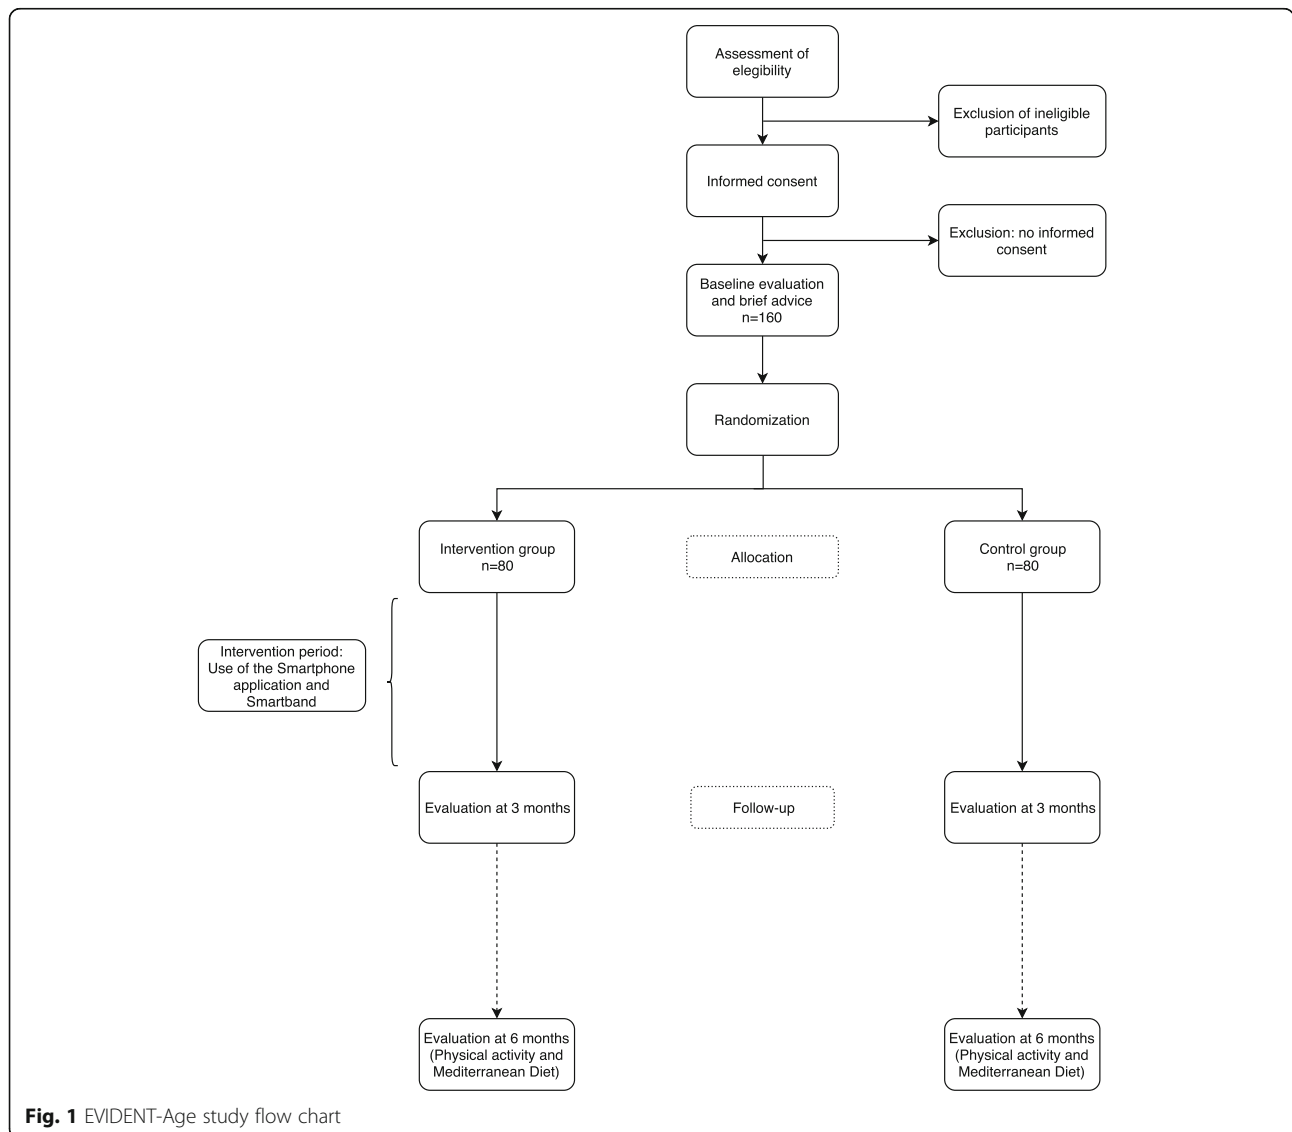 Assessment of
elegibility
Exclusion of ineligible
participants
Informed consent
Exclusion: no informed
consent
Baseline evaluation
and brief advice
n=160
Randomization
Intervention group
n=80
Allocation
Control group
n=80
Intervention period:
Use of the Smartphone
application and
Smartband
Evaluation at 3 months
Follow-up
Evaluation at 3 months
Evaluation at 6 months
(Physical activity and
Mediterranean Diet)
Evaluation at 6 months
(Physical activity and
Mediterranean Diet)
Fig. 1 EVIDENT-Age study flow chart